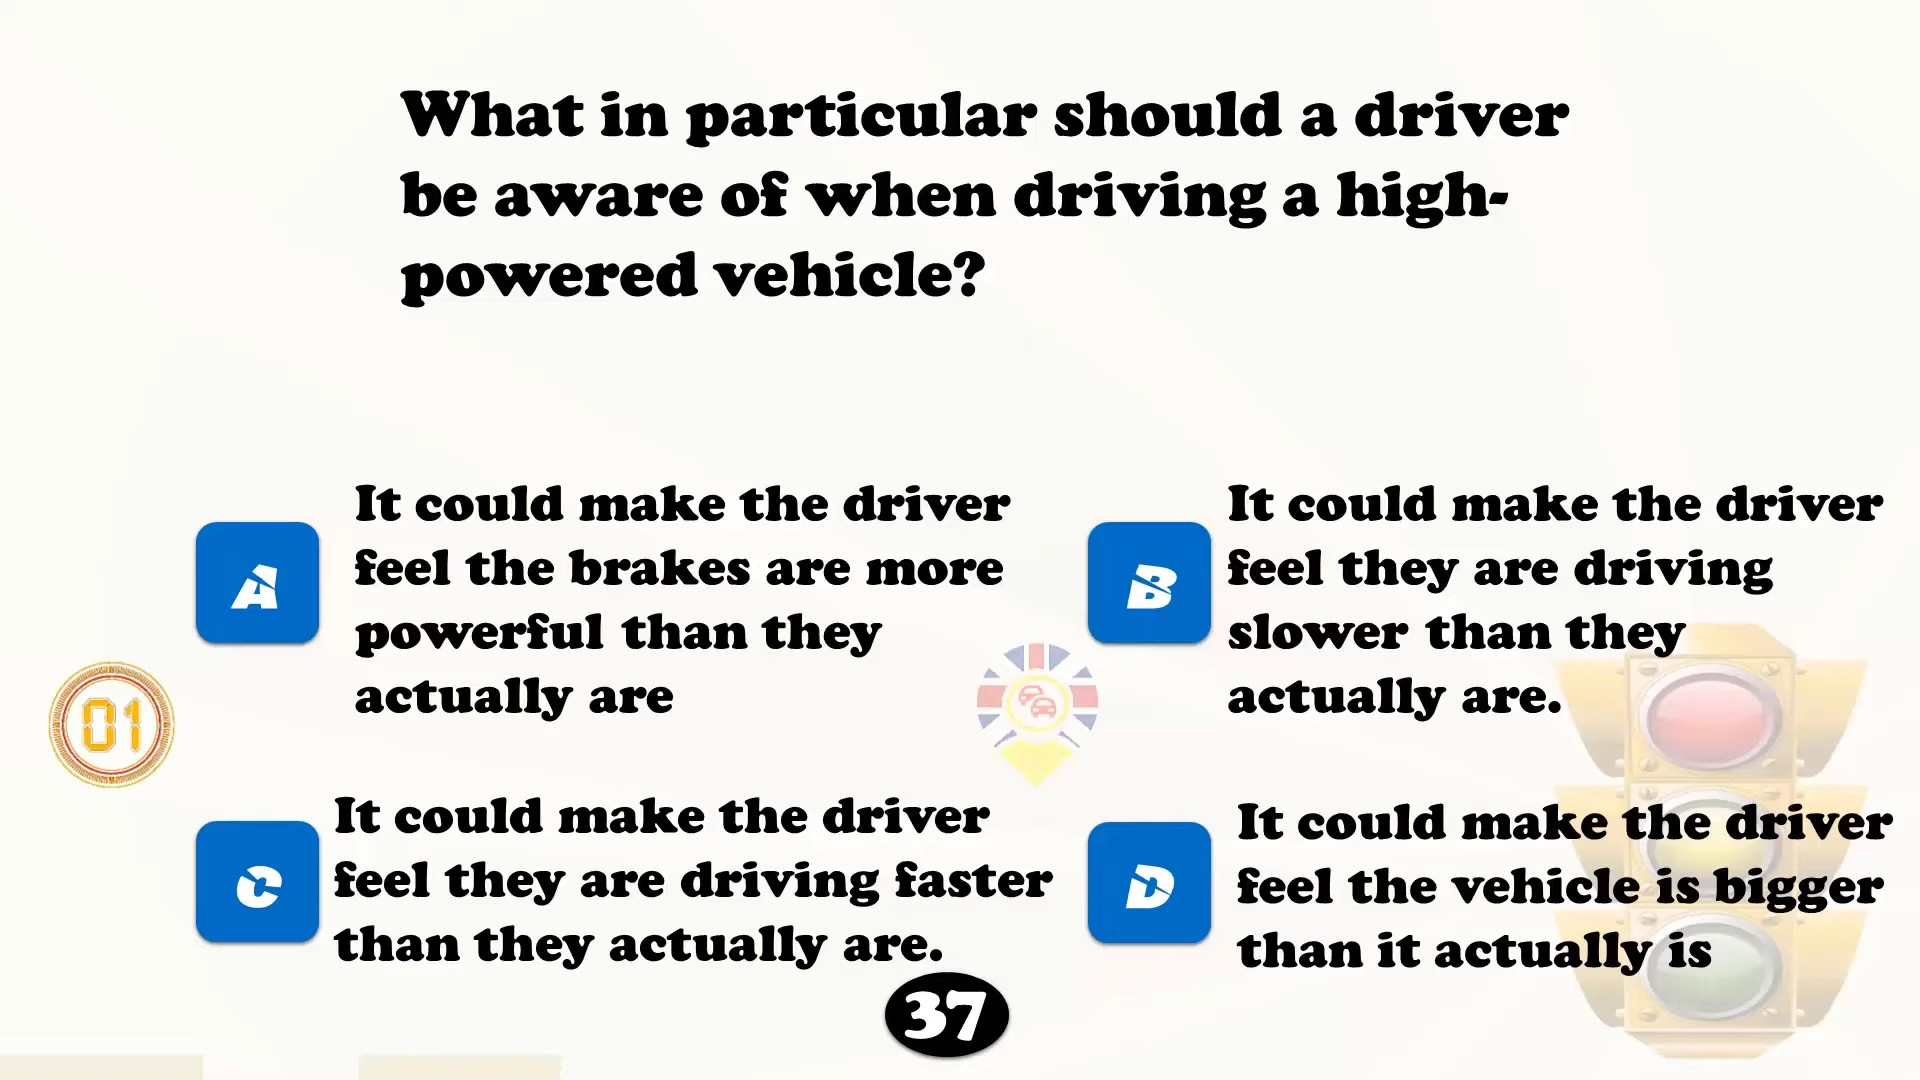 What in particular should a driver
be aware of when driving a high-
powered vehicle?
A
It could make the driver
feel the brakes are more
powerful than they
actually are
B
It could make the driver
feel they are driving
slower than they
actually are.
01
C
It could make the driver
feel they are driving faster
than they actually are.
D
It could make the driver
feel the vehicle is bigger
than it actually is
37